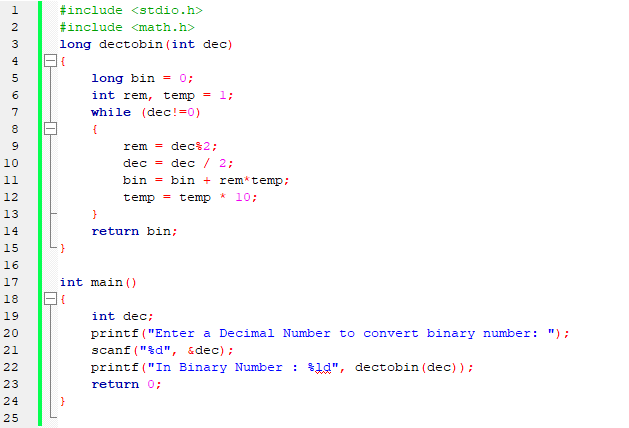 1 #include <stdio.h>
2 #include <math.h>
3 long dectobin(int dec)
4 {
5 long bin = 0;
6 int rem, temp = 1;
7 while (dec!=0)
8 {
9 rem = dec%2;
10 dec = dec / 2;
11 bin = bin + rem*temp;
12 temp = temp * 10;
13 }
14 return bin;
15 }
16
17 int main()
18 {
19 int dec;
20 printf("Enter a Decimal Number to convert binary number: ");
21 scanf("%d", &dec);
22 printf("In Binary Number : %ld", dectobin(dec));
23 return 0;
24 }
25